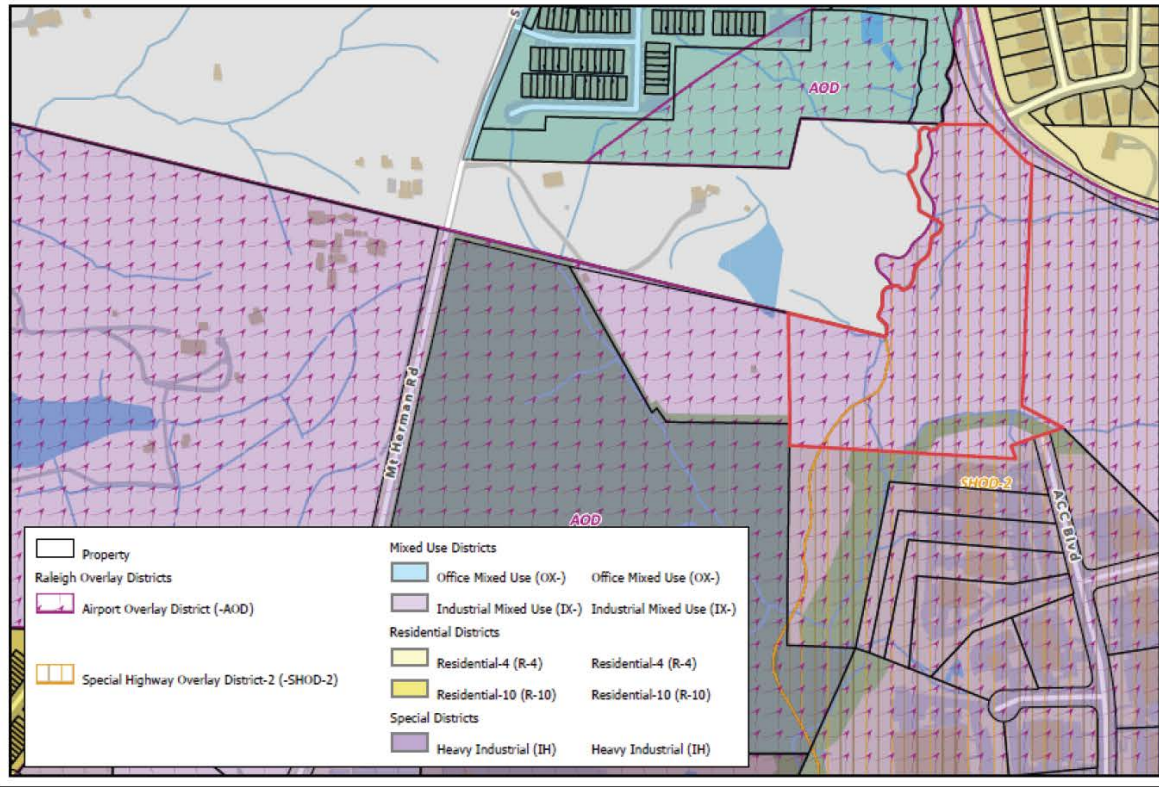 S
AOD
Mt Herman Rd
SHOD-2
AOD
ACC Blvd
Property
Raleigh Overlay Districts
Airport Overlay District (-AOD)
Special Highway Overlay District-2 (-SHOD-2)
Mixed Use Districts
Office Mixed Use (OX-) Office Mixed Use (OX-)
Industrial Mixed Use (IX-) Industrial Mixed Use (IX-)
Residential Districts
Residential-4 (R-4) Residential-4 (R-4)
Residential-10 (R-10) Residential-10 (R-10)
Special Districts
Heavy Industrial (IH) Heavy Industrial (IH)